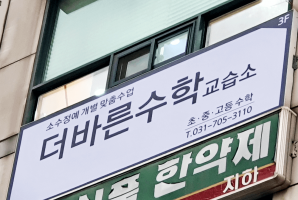 3F
소수정예 개별 맞춤수업
더바른수학교습소
초·중·고등 수학
T.031-705-3110
한약제
지하